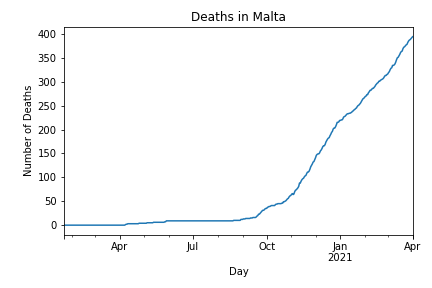 Deaths in Malta
400
350
300
250
200
150
100
50
0
Number of Deaths
Apr
Jul
Oct
Jan
2021
Apr
Day